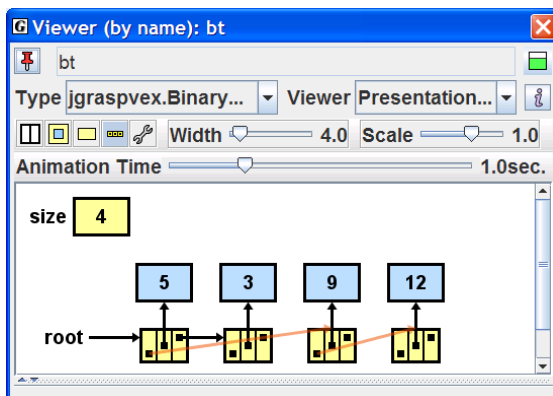 G Viewer (by name): bt
bt
Type jgraspvex.Binary... Viewer Presentation... i
Width 4.0 Scale 1.0
Animation Time 1.0sec.
size 4
5 3 9 12
root